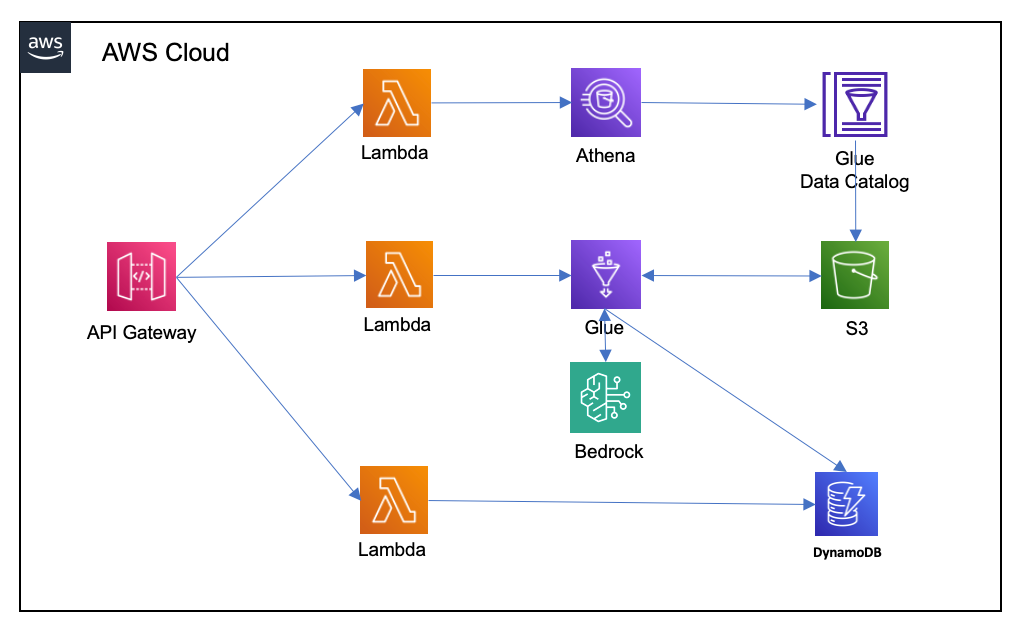 aws
AWS Cloud
Lambda
Athena
Glue
Data Catalog
</>
API Gateway
Lambda
Glue
S3
Bedrock
Lambda
DynamoDB